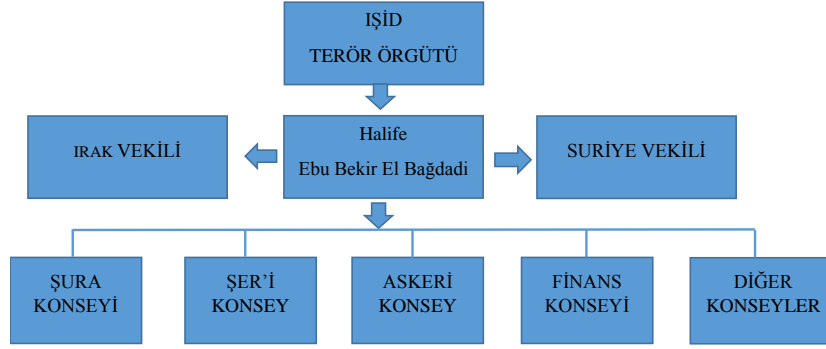 IŞİD
TERÖR ÖRGÜTÜ
IRAK VEKİLİ
Halife
Ebu Bekir El Bağdadi
SURİYE VEKİLİ
ŞURA
KONSEYİ
ŞER’İ
KONSEY
ASKERİ
KONSEY
FİNANS
KONSEYİ
DİĞER
KONSEYLER